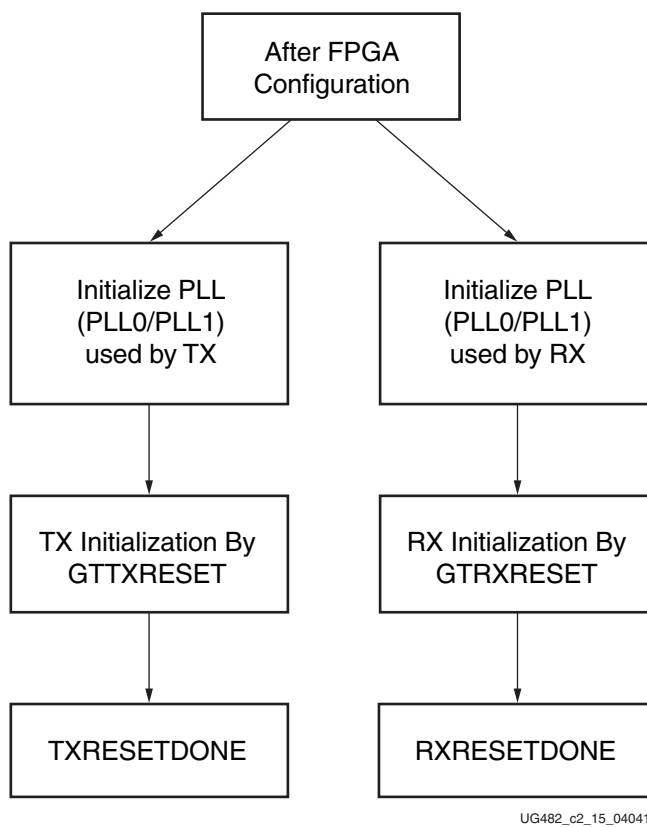 After FPGA
Configuration
Initialize PLL
(PLL0/PLL1)
used by TX
Initialize PLL
(PLL0/PLL1)
used by RX
TX Initialization By
GTTXRESET
RX Initialization By
GTRXRESET
TXRESETDONE
RXRESETDONE
UG482_c2_15_04041